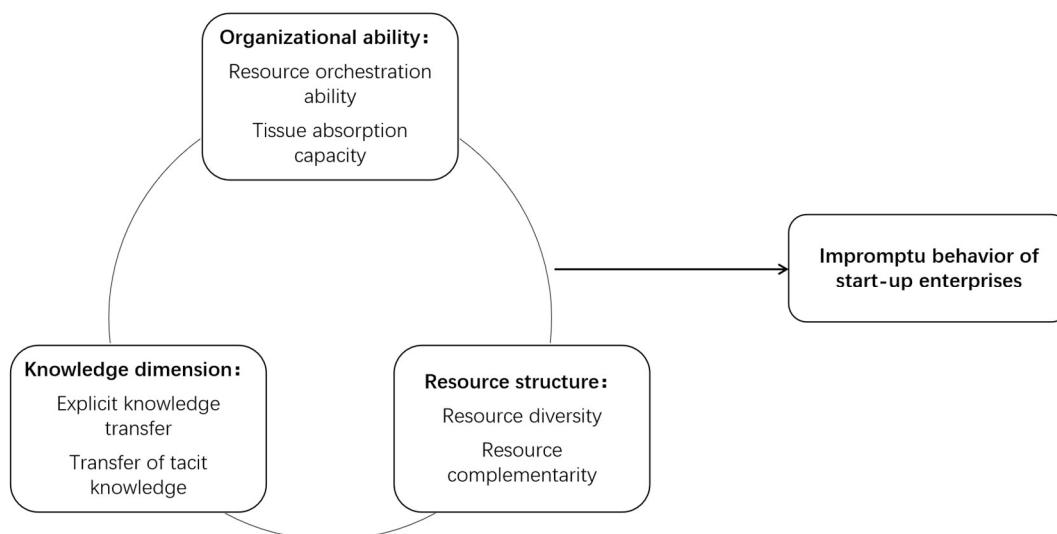 Organizational ability:
Resource orchestration
ability
Tissue absorption
capacity
Impromptu behavior of
start-up enterprises
Knowledge dimension:
Explicit knowledge
transfer
Transfer of tacit
knowledge
Resource structure:
Resource diversity
Resource
complementarity